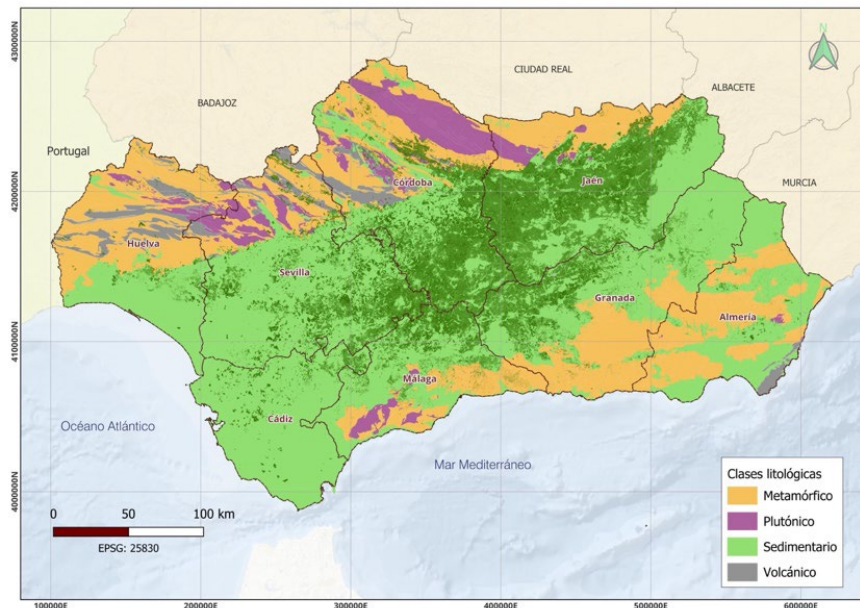 N
CIUDAD REAL
ALBACETE
BADAJOZ
Portugal
MURCIA
Córdoba
Jaén
Huelva
Sevilla
Granada
Almería
Málaga
Cádiz
Océano Atlántico
Mar Mediterráneo
4300000N
4200000N
4100000N
4000000N
0 50 100 km
EPSG: 25830
Clases litológicas
Metamórfico
Plutónico
Sedimentario
Volcánico
100000E 200000E 300000E 400000E 500000E 600000E